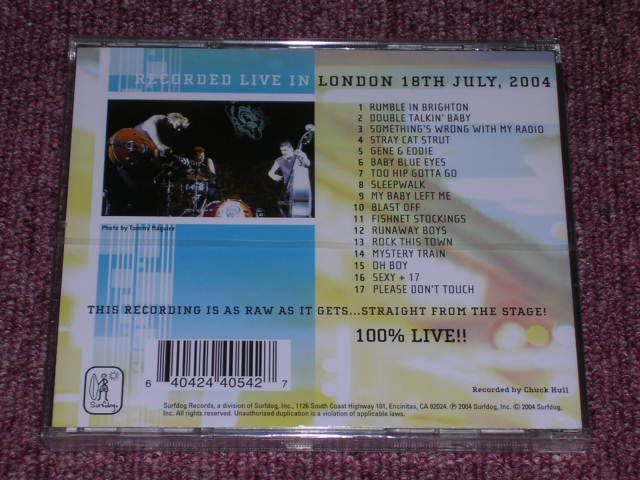 RECORDED LIVE IN LONDON 18TH JULY, 2004
1 RUMBLE IN BRIGHTON
2 DOUBLE TALKIN' BABY
3 SOMETHING'S WRONG WITH MY RADIO
4 STRAY CAT STRUT
5 GENE & EDDIE
6 BABY BLUE EYES
7 TOO HIP GOTTA GO
8 SLEEPWALK
9 MY BABY LEFT ME
10 BLAST OFF
11 FISHNET STOCKINGS
12 RUNAWAY BOYS
13 ROCK THIS TOWN
14 MYSTERY TRAIN
15 OH BOY
16 SEXY + 17
17 PLEASE DON'T TOUCH
Photo by Tommy Maguire
THIS RECORDING IS AS RAW AS IT GETS...STRAIGHT FROM THE STAGE!
100% LIVE!!
6 40424 40542 7
Surfdog
Recorded by Chuck Hull
Surfdog Records, a division of Surfdog, Inc., 1126 South Coast Highway 101, Encinitas, CA 92024. ℗ 2004 Surfdog, Inc. © 2004 Surfdog,
Inc. All rights reserved. Unauthorised duplication is a violation of applicable laws.